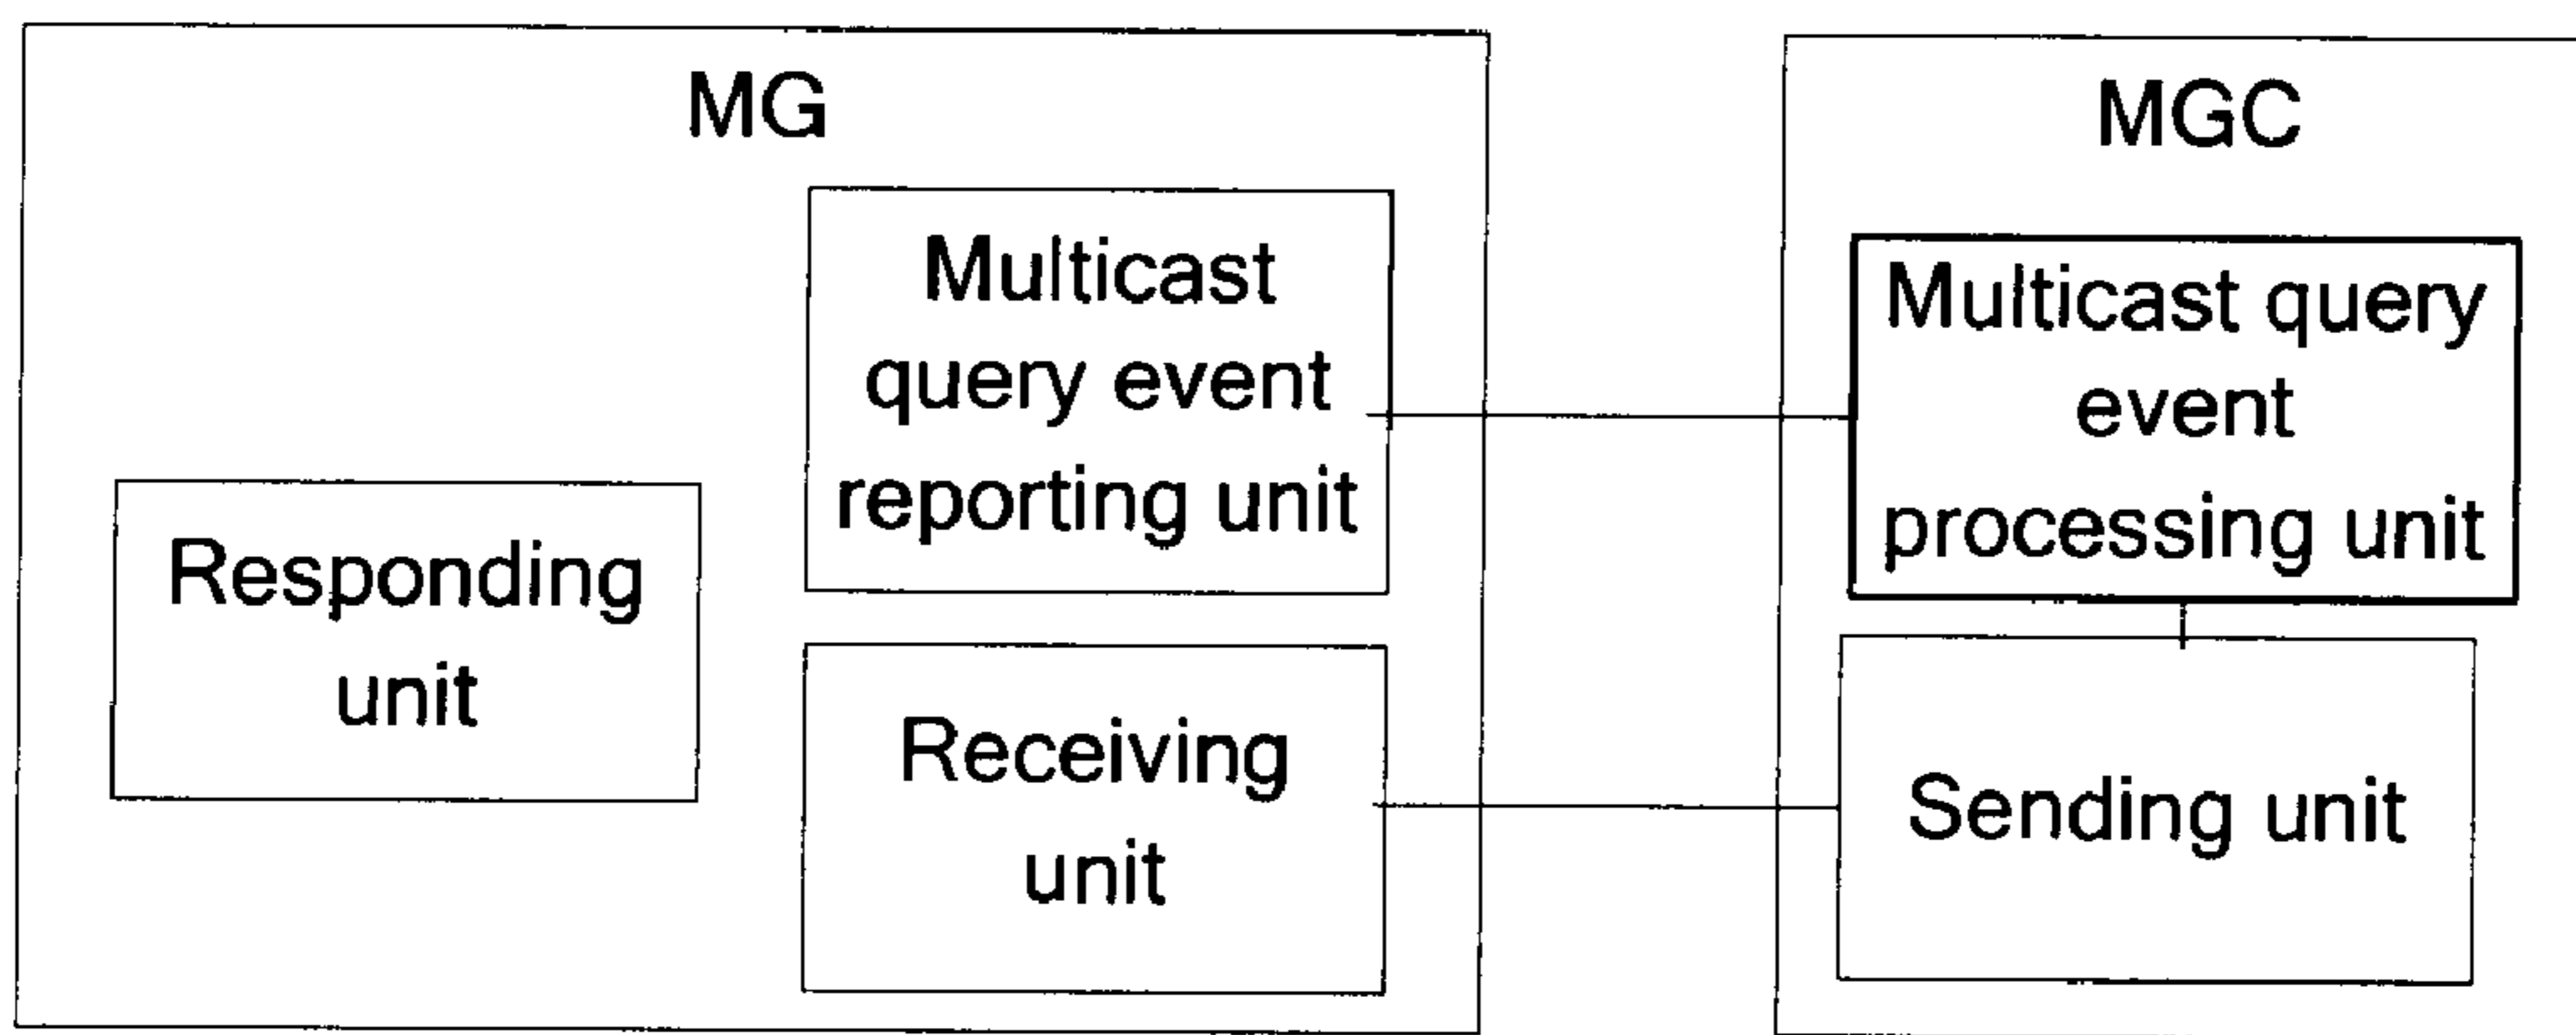 MG
Multicast
query event
reporting unit
Responding
unit
Receiving
unit
MGC
Multicast query
event
processing unit
Sending unit